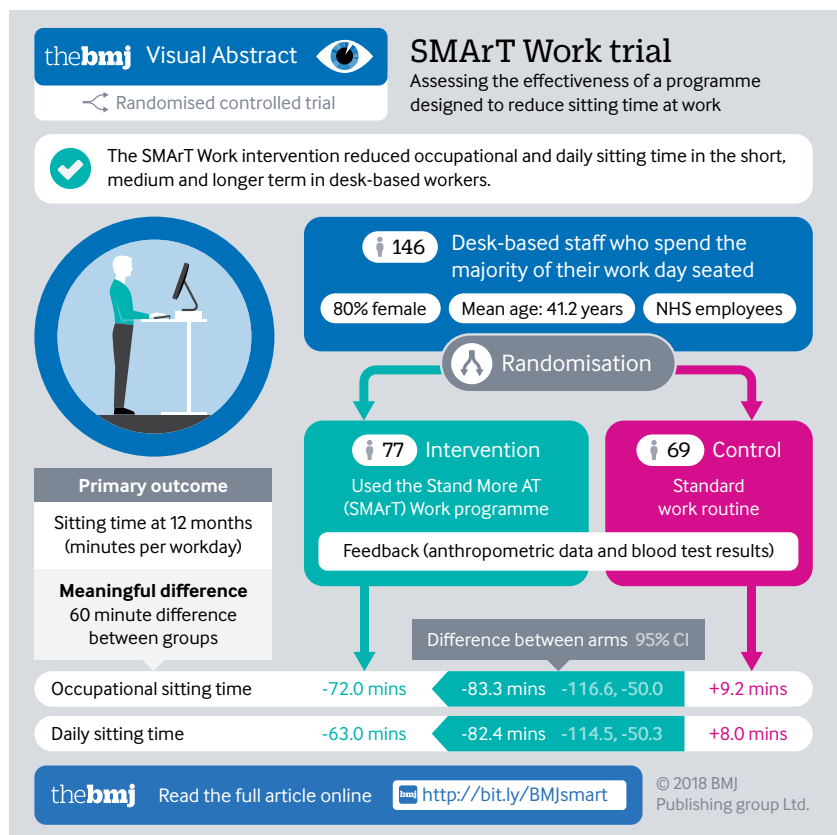 thebmj Visual Abstract
Randomised controlled trial
SMArT Work trial
Assessing the effectiveness of a programme
designed to reduce sitting time at work
The SMArT Work intervention reduced occupational and daily sitting time in the short,
medium and longer term in desk-based workers.
146 Desk-based staff who spend the
majority of their work day seated
80% female Mean age: 41.2 years NHS employees
Randomisation
77 Intervention
Used the Stand More AT
(SMArT) Work programme
69 Control
Standard
work routine
Feedback (anthropometric data and blood test results)
Primary outcome
Sitting time at 12 months
(minutes per workday)
Meaningful difference
60 minute difference
between groups
Difference between arms 95% CI
Occupational sitting time -72.0 mins -83.3 mins -116.6, -50.0 +9.2 mins
Daily sitting time -63.0 mins -82.4 mins -114.5, -50.3 +8.0 mins
thebmj Read the full article online bmj http://bit.ly/BMJsmart
© 2018 BMJ
Publishing group Ltd.